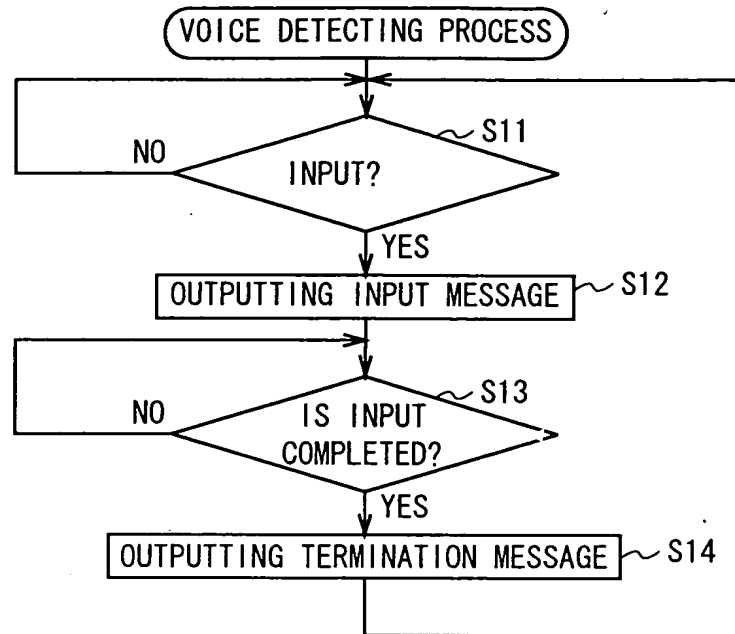 VOICE DETECTING PROCESS
S11
NO
INPUT?
YES
OUTPUTTING INPUT MESSAGE
S12
S13
NO
IS INPUT
COMPLETED?
YES
OUTPUTTING TERMINATION MESSAGE
S14